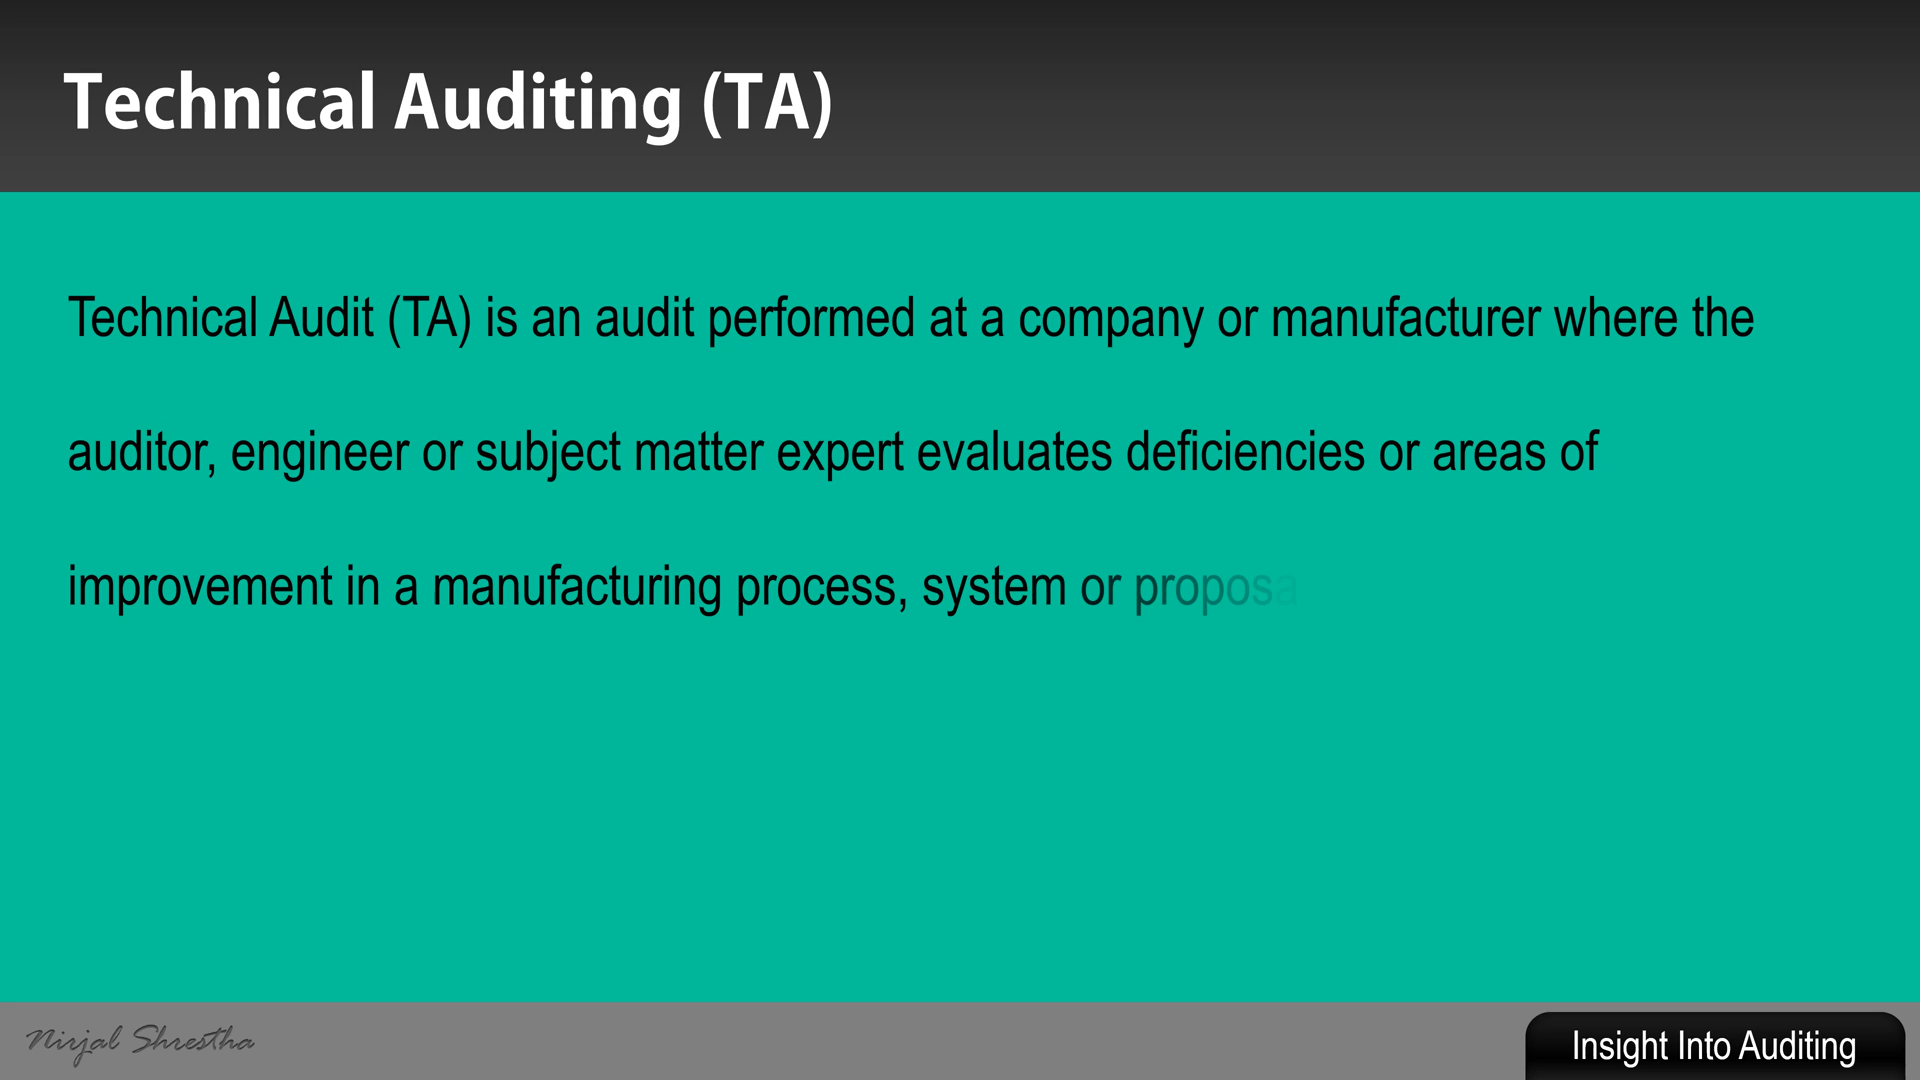 Technical Auditing (TA)
Technical Audit (TA) is an audit performed at a company or manufacturer where the
auditor, engineer or subject matter expert evaluates deficiencies or areas of
improvement in a manufacturing process, system or proposa
Nirjal Shrestha
Insight Into Auditing